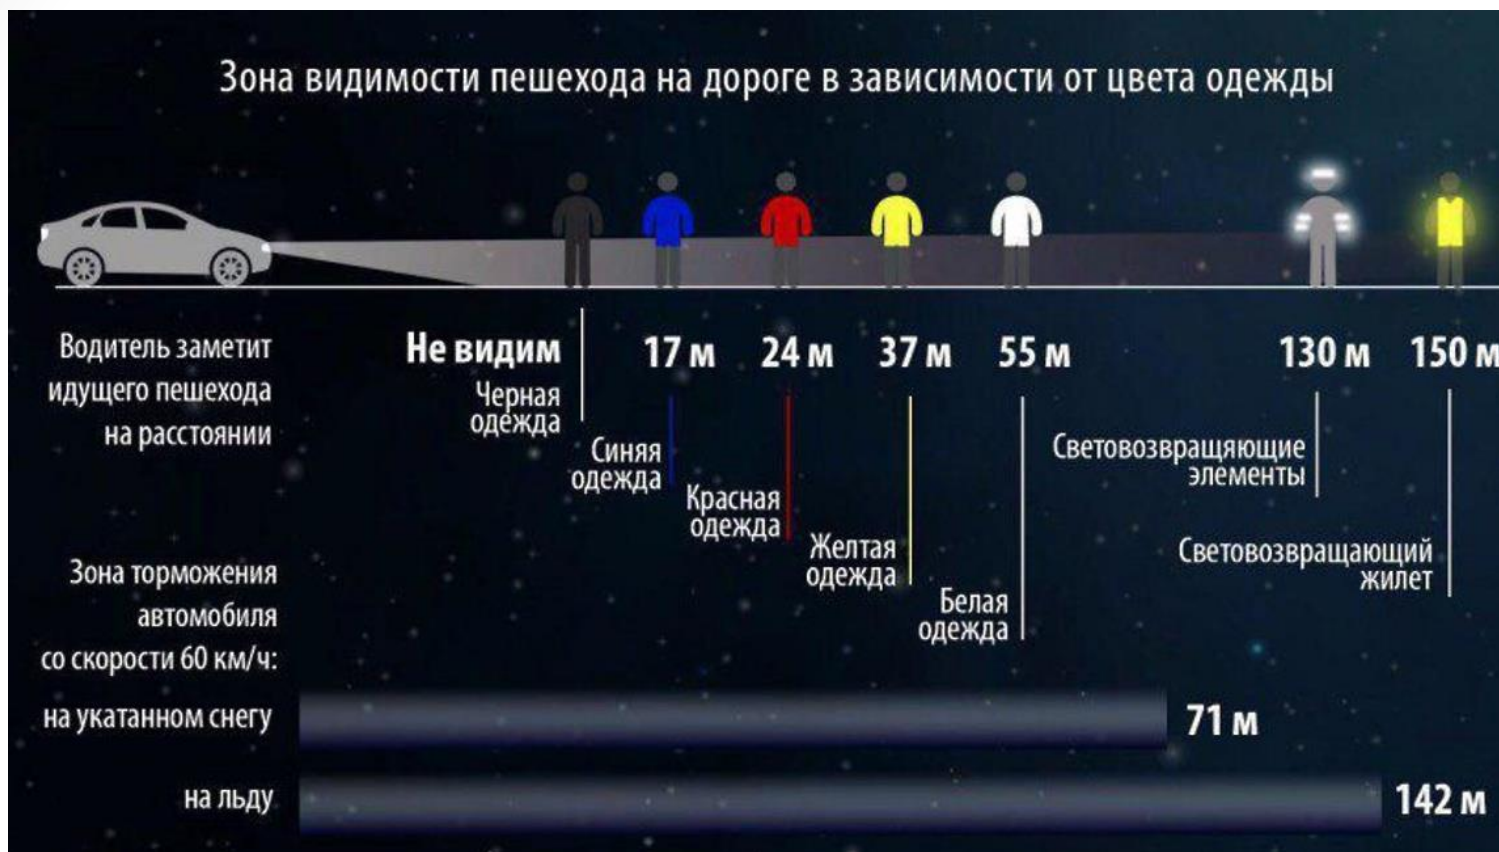 Зона видимости пешехода на дороге в зависимости от цвета одежды
Водитель заметит
идущего пешехода
на расстоянии
Не видим
Черная
одежда
17 м
Синяя
одежда
24 м
Красная
одежда
37 м
Желтая
одежда
55 м
Белая
одежда
130 м
Световозвращяющие
элементы
150 м
Световозвращающий
жилет
Зона торможения
автомобиля
со скорости 60 км/ч:
на укатанном снегу
71 м
на льду
142 м